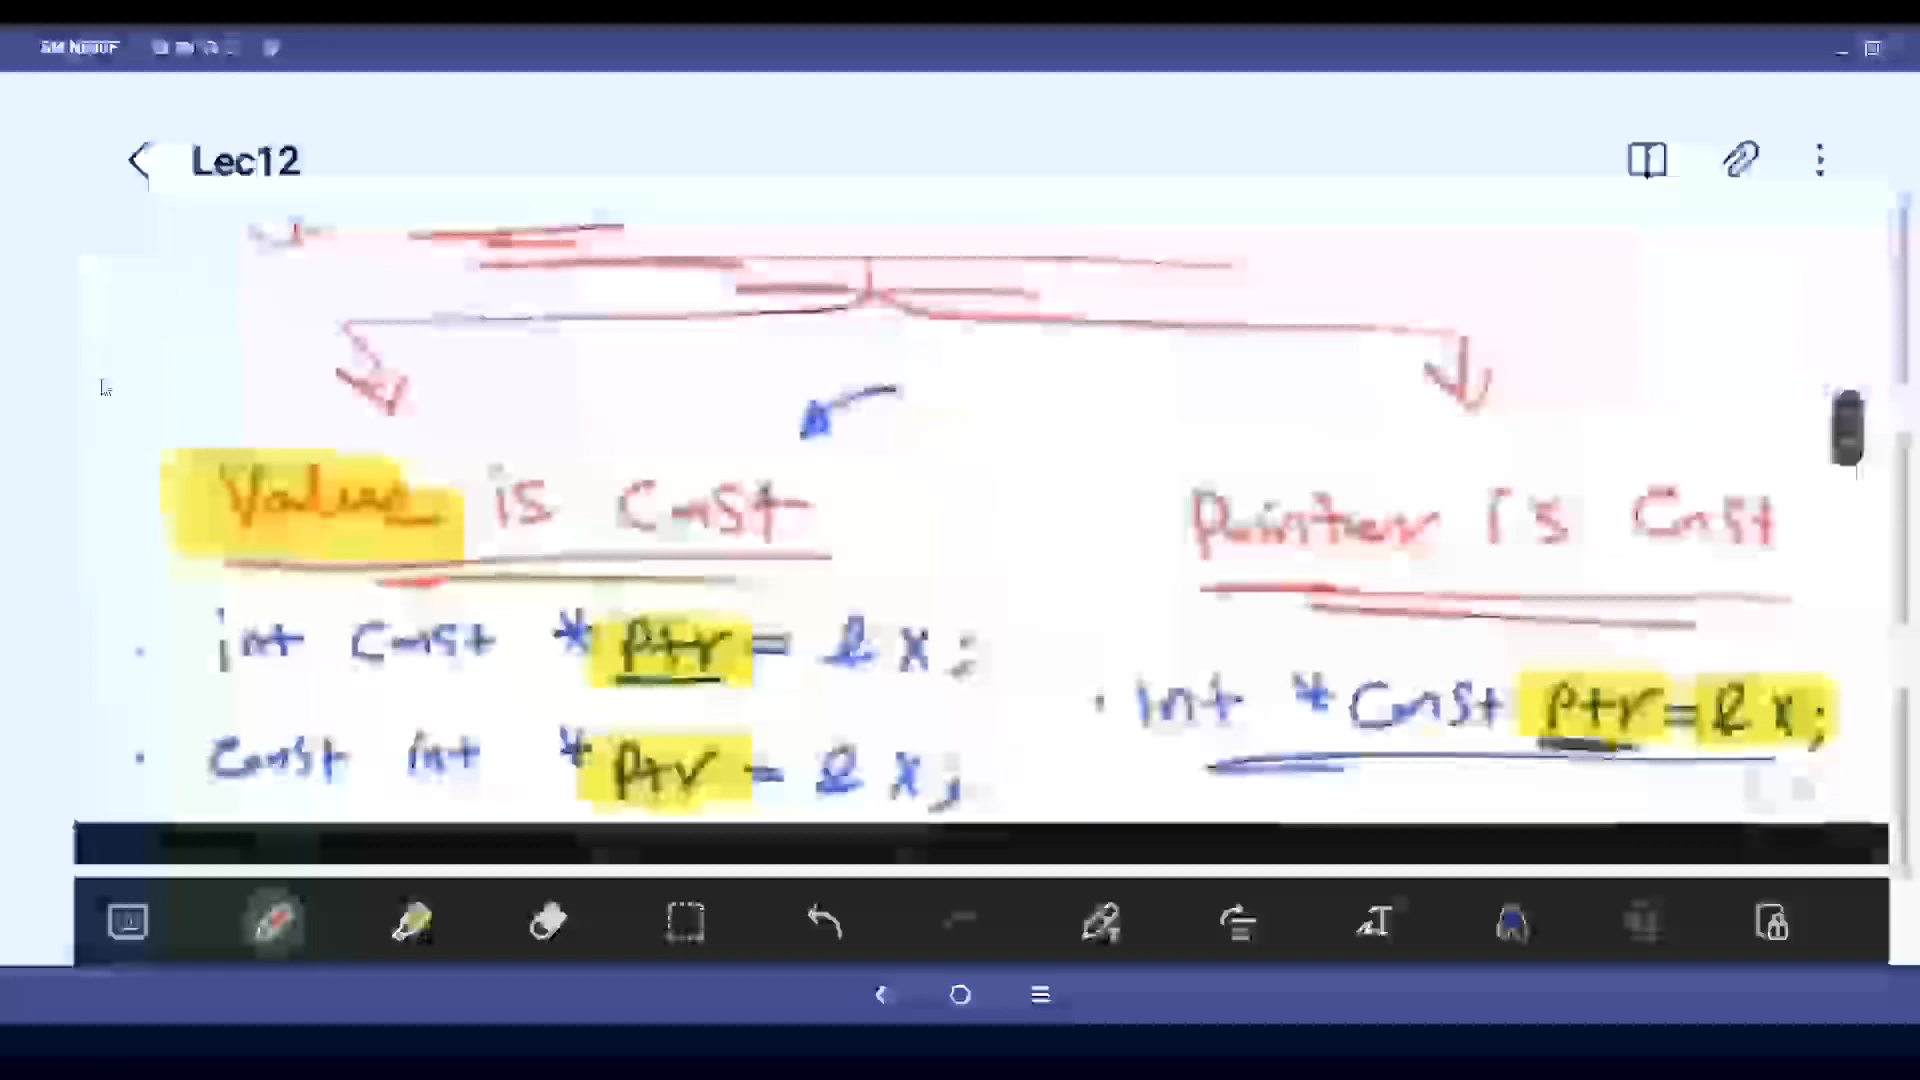 Lec12
Value is Const
Pointer is Const
int Const *ptr = & x;
int *Const ptr = & x;
Const int *ptr = & x;